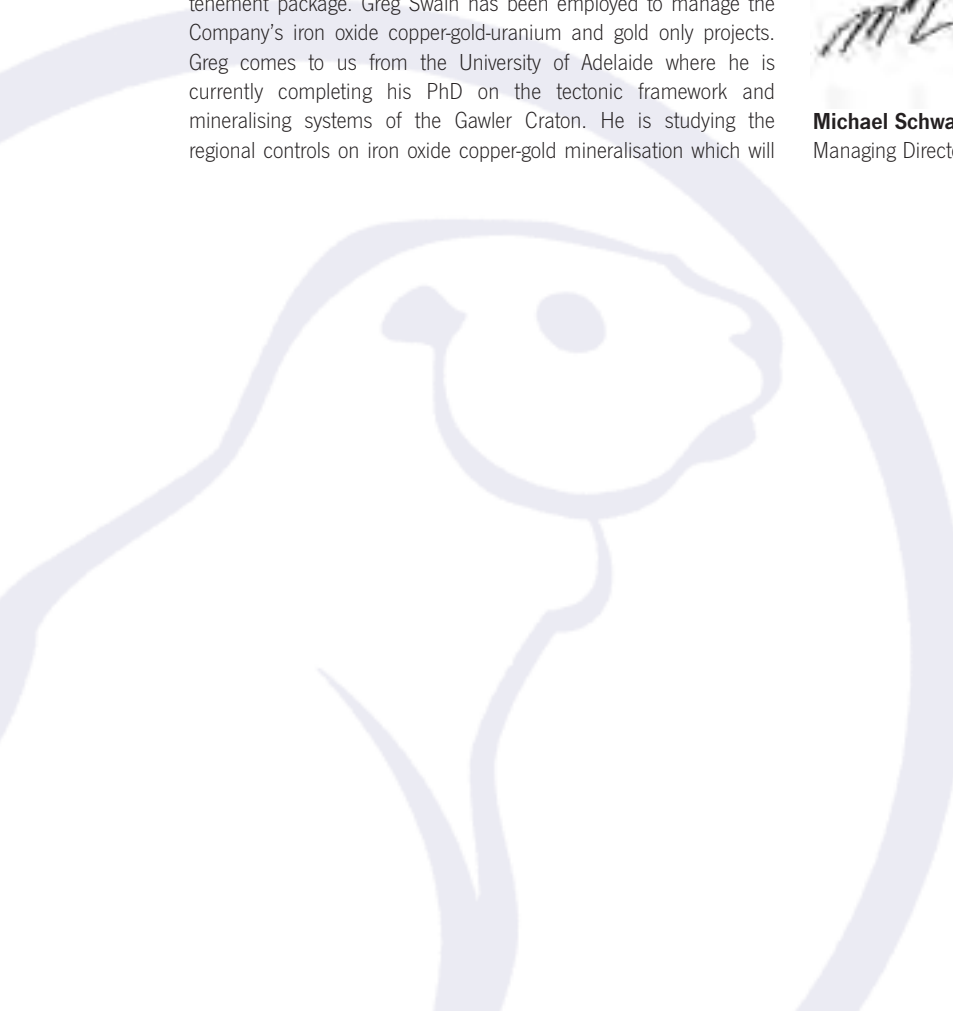 tenement package. Greg Swain has been employed to manage the
Company's iron oxide copper-gold-uranium and gold only projects.
Greg comes to us from the University of Adelaide where he is
currently completing his PhD on the tectonic framework and
mineralising systems of the Gawler Craton. He is studying the
regional controls on iron oxide copper-gold mineralisation which will
Michael Schwa
Managing Direct